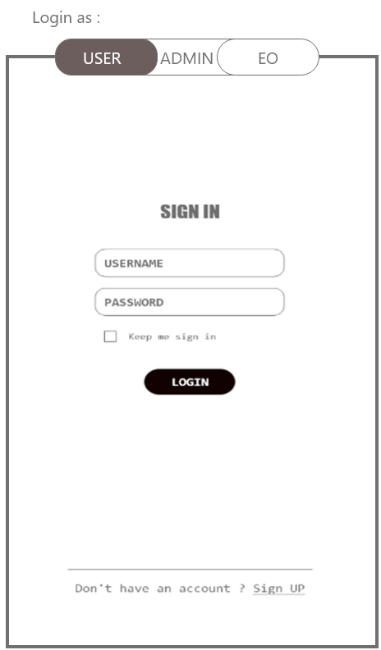 Login as :
USER ADMIN EO
SIGN IN
USERNAME
PASSWORD
Keep me sign in
LOGIN
Don't have an account ? Sign UP